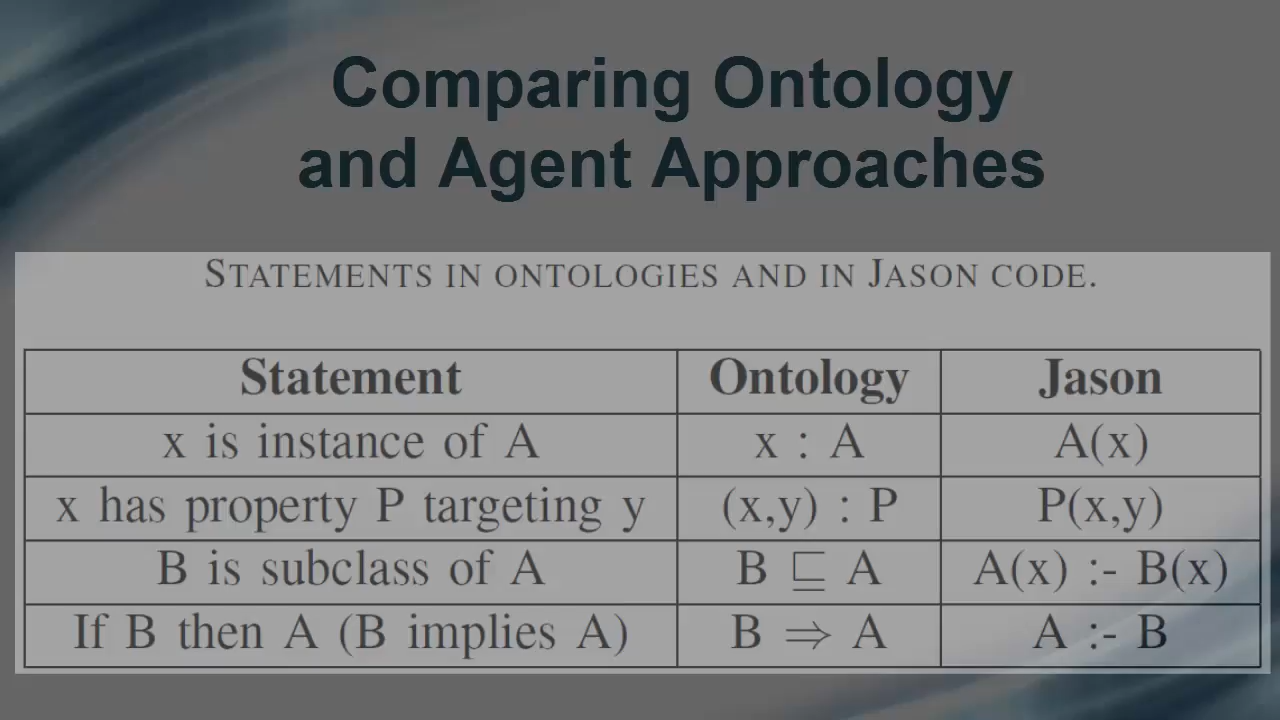 Comparing Ontology
and Agent Approaches
STATEMENTS IN ONTOLOGIES AND IN JASON CODE.
Statement Ontology Jason
x is instance of A x : A A(x)
x has property P targeting y (x,y) : P P(x,y)
B is subclass of A B ⊑ A A(x) :- B(x)
If B then A (B implies A) B ⇒ A A :- B